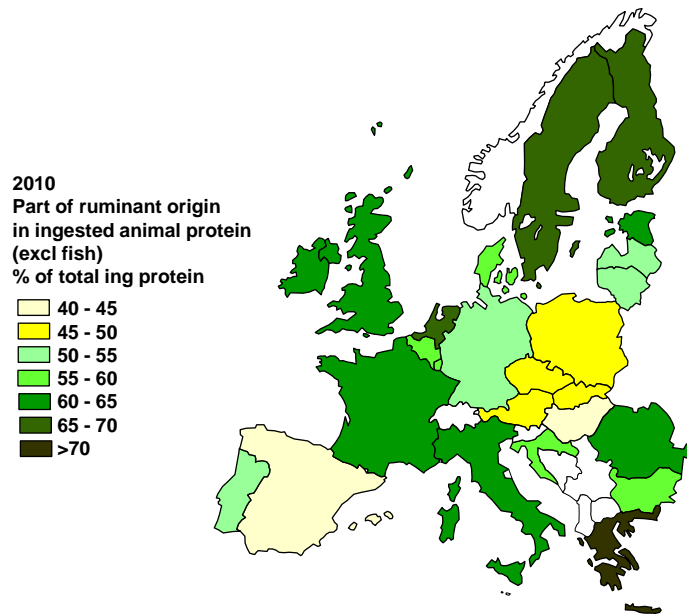 2010
Part of ruminant origin
in ingested animal protein
(excl fish)
% of total ing protein
40 - 45
45 - 50
50 - 55
55 - 60
60 - 65
65 - 70
>70